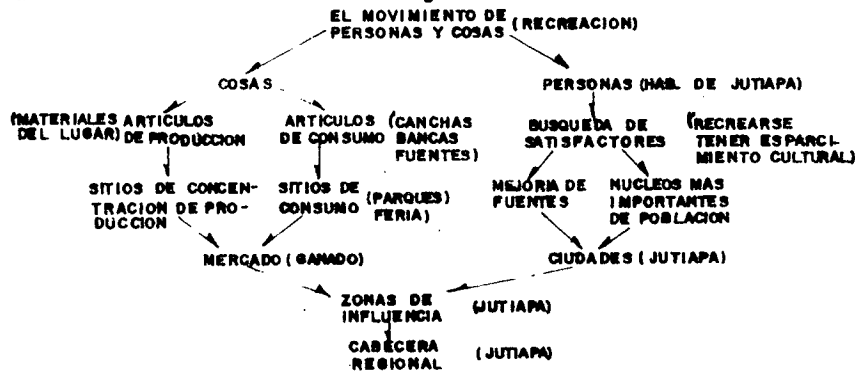 EL MOVIMIENTO DE
PERSONAS Y COSAS (RECREACION)
COSAS
PERSONAS (HAB. DE JUTIAPA)
(MATERIALES DEL LUGAR)
ARTICULOS DE PRODUCCION
ARTICULOS DE CONSUMO
(CANCHAS
BANCAS
FUENTES)
BUSQUEDA DE
SATISFACTORES
(RECREARSE
TENER ESPARCI-
MIENTO CULTURAL)
SITIOS DE CONCEN-
TRACION DE PRO-
DUCCION
SITIOS DE
CONSUMO
(PARQUES)
FERIA)
MEJORIA DE
FUENTES
NUCLEOS MAS
IMPORTANTES
DE POBLACION
MERCADO (GANADO)
CIUDADES (JUTIAPA)
ZONAS DE
INFLUENCIA
(JUTIAPA)
CABECERA
REGIONAL
(JUTIAPA)